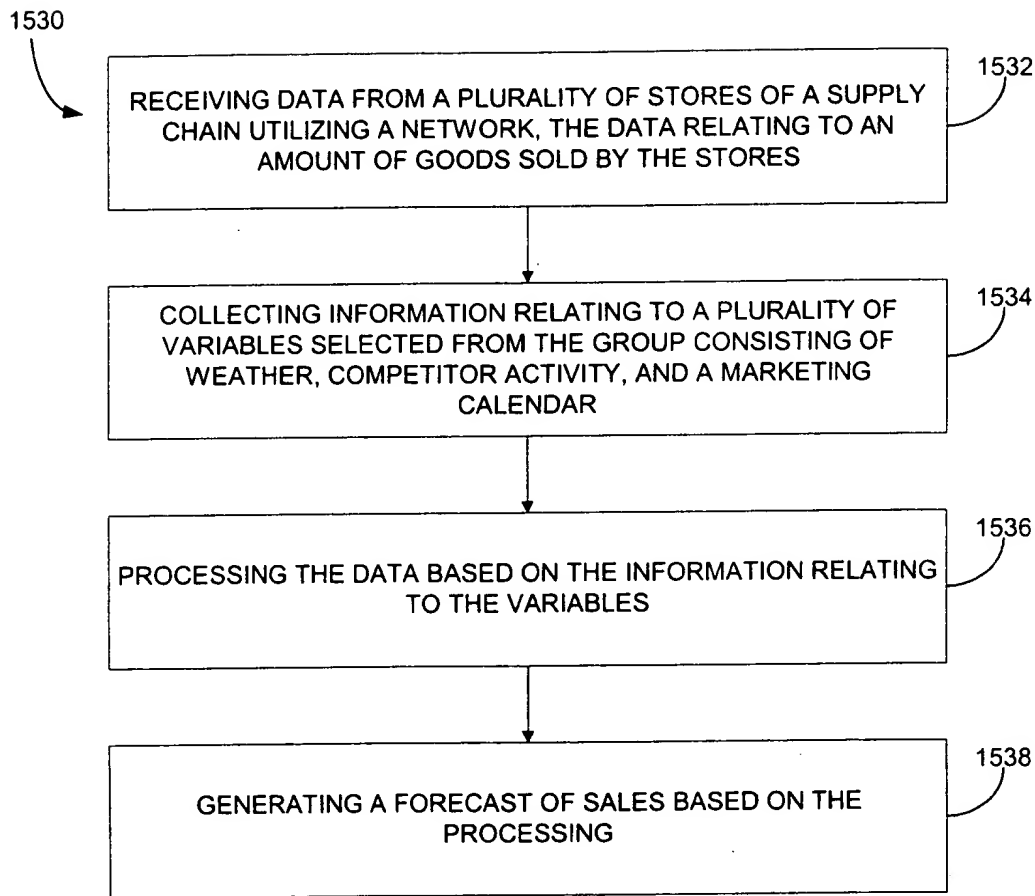 1530
1532
RECEIVING DATA FROM A PLURALITY OF STORES OF A SUPPLY
CHAIN UTILIZING A NETWORK, THE DATA RELATING TO AN
AMOUNT OF GOODS SOLD BY THE STORES
1534
COLLECTING INFORMATION RELATING TO A PLURALITY OF
VARIABLES SELECTED FROM THE GROUP CONSISTING OF
WEATHER, COMPETITOR ACTIVITY, AND A MARKETING
CALENDAR
1536
PROCESSING THE DATA BASED ON THE INFORMATION RELATING
TO THE VARIABLES
1538
GENERATING A FORECAST OF SALES BASED ON THE
PROCESSING